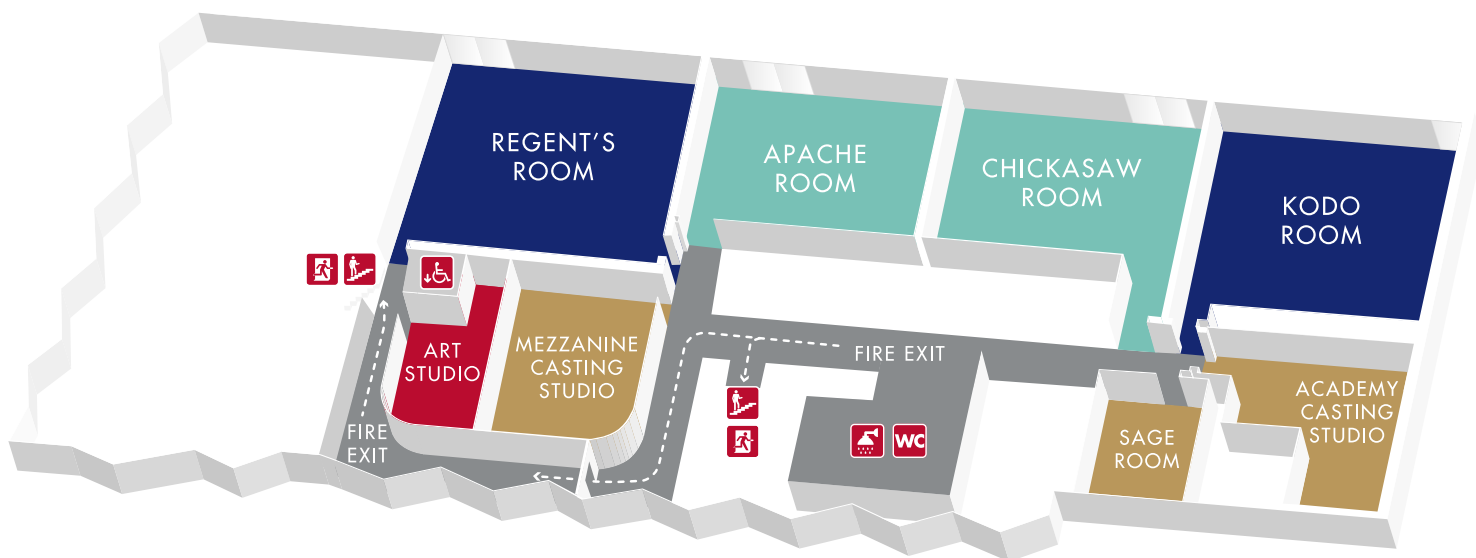 REGENT'S
ROOM
APACHE
ROOM
CHICKASAW
ROOM
KODO
ROOM
ART
STUDIO
MEZZANINE
CASTING
STUDIO
FIRE EXIT
FIRE
EXIT
WC
SAGE
ROOM
ACADEMY
CASTING
STUDIO